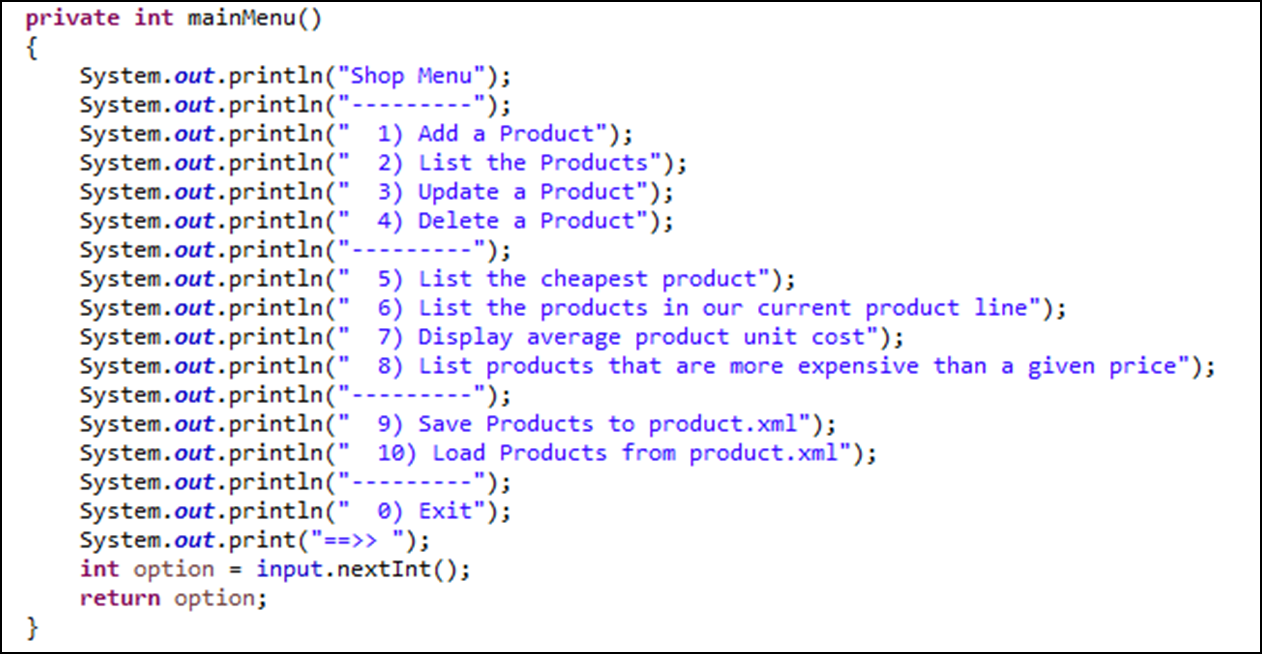 private int mainMenu()
{
    System.out.println("Shop Menu");
    System.out.println("---------");
    System.out.println("  1) Add a Product");
    System.out.println("  2) List the Products");
    System.out.println("  3) Update a Product");
    System.out.println("  4) Delete a Product");
    System.out.println("---------");
    System.out.println("  5) List the cheapest product");
    System.out.println("  6) List the products in our current product line");
    System.out.println("  7) Display average product unit cost");
    System.out.println("  8) List products that are more expensive than a given price");
    System.out.println("---------");
    System.out.println("  9) Save Products to product.xml");
    System.out.println("  10) Load Products from product.xml");
    System.out.println("---------");
    System.out.println("  0) Exit");
    System.out.print("==>> ");
    int option = input.nextInt();
    return option;
}